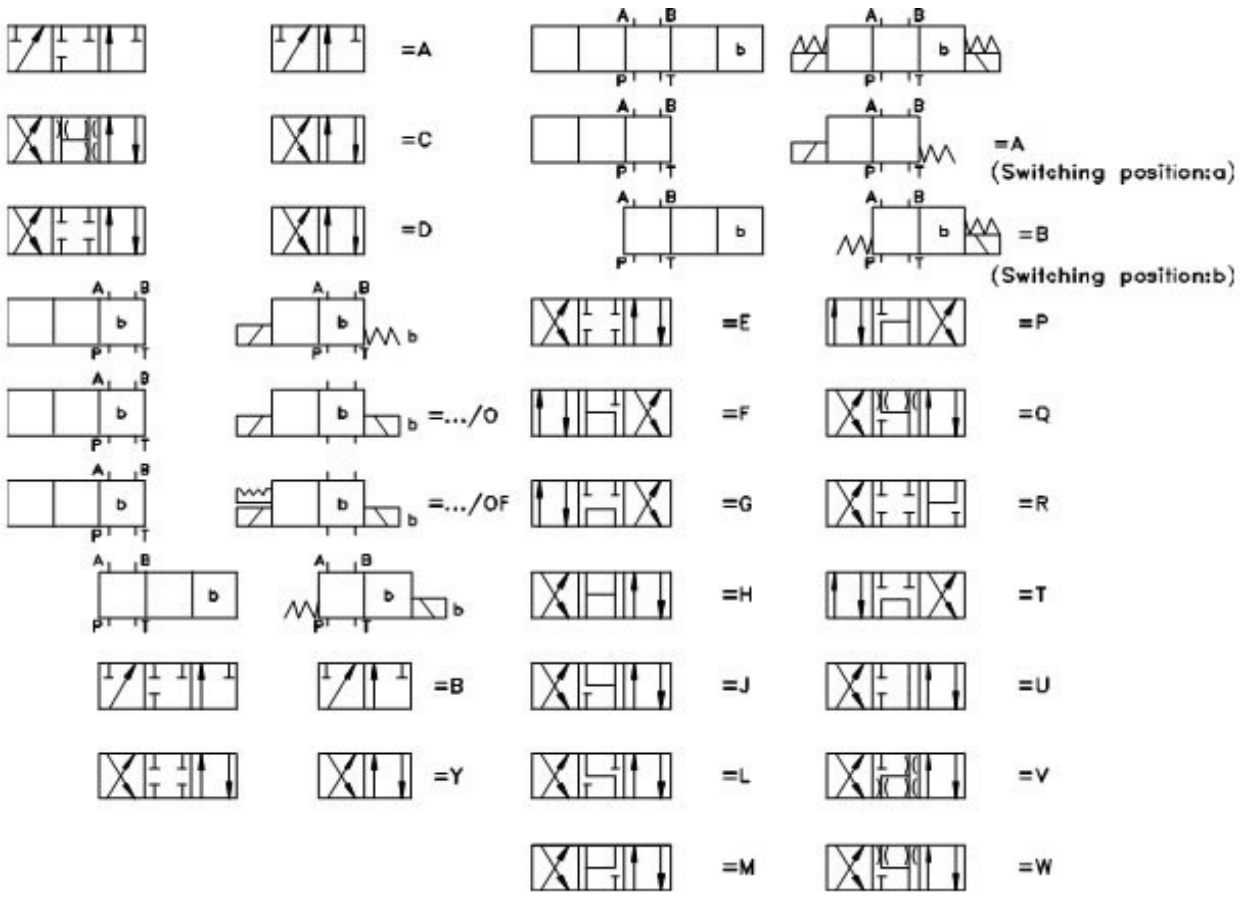 =A
=C
=D
A B
b
P T
A B
b
P T
b
A B
b
P T
b
=.../O
b
A B
b
P T
b
=.../OF
b
A B
b
P T
A B
b
P T
b
=B
=Y
A B
b
P T
A B
b
P T
A B
P T
A B
P T
=A
(Switching position:a)
A B
b
P T
A B
b
P T
=B
(Switching position:b)
=E
=P
=F
=Q
=G
=R
=H
=T
=J
=U
=L
=V
=M
=W